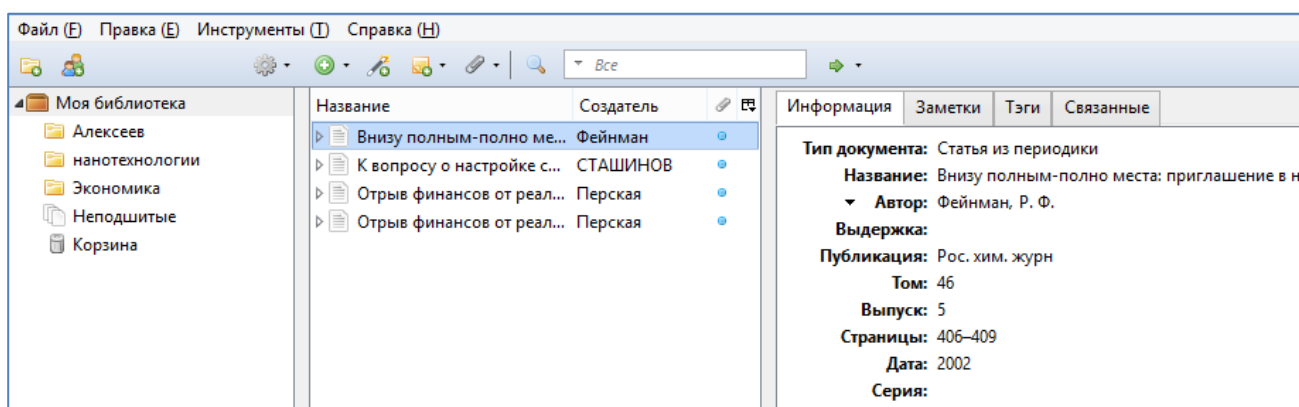 Файл (F) Правка (E) Инструменты (T) Справка (H)
Все
Моя библиотека
Алексеев
нанотехнологии
Экономика
Неподшитые
Корзина
Название Создатель
Внизу полным-полно ме... Фейнман
К вопросу о настройке с... СТАШИНОВ
Отрыв финансов от реал... Перская
Отрыв финансов от реал... Перская
Информация Заметки Тэги Связанные
Тип документа: Статья из периодики
Название: Внизу полным-полно места: приглашение в н
Автор: Фейнман, Р. Ф.
Выдержка:
Публикация: Рос. хим. журн
Том: 46
Выпуск: 5
Страницы: 406–409
Дата: 2002
Серия: